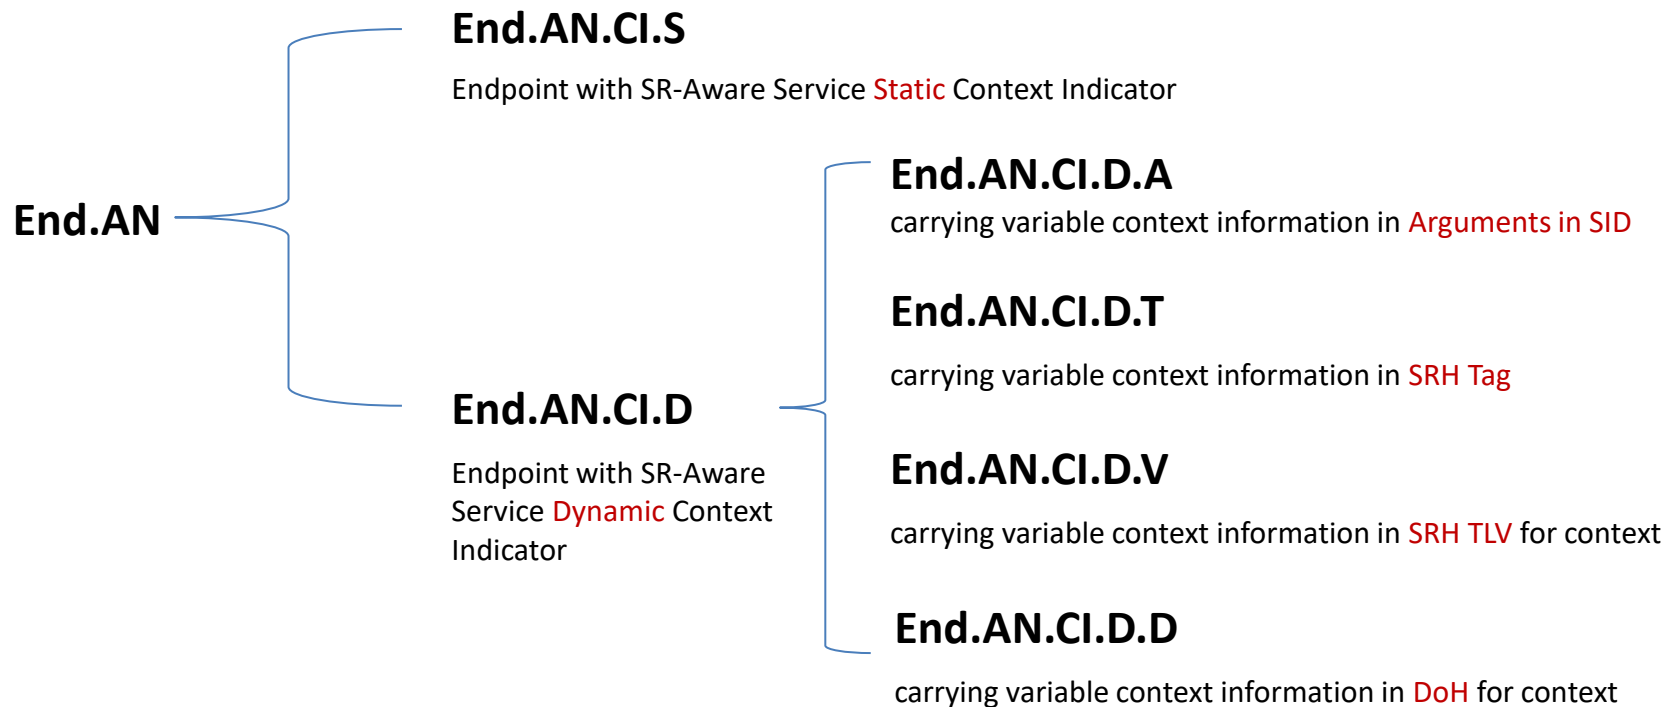 End.AN
End.AN.CI.S
Endpoint with SR-Aware Service Static Context Indicator
End.AN.CI.D
Endpoint with SR-Aware
Service Dynamic Context
Indicator
End.AN.CI.D.A
carrying variable context information in Arguments in SID
End.AN.CI.D.T
carrying variable context information in SRH Tag
End.AN.CI.D.V
carrying variable context information in SRH TLV for context
End.AN.CI.D.D
carrying variable context information in DoH for context